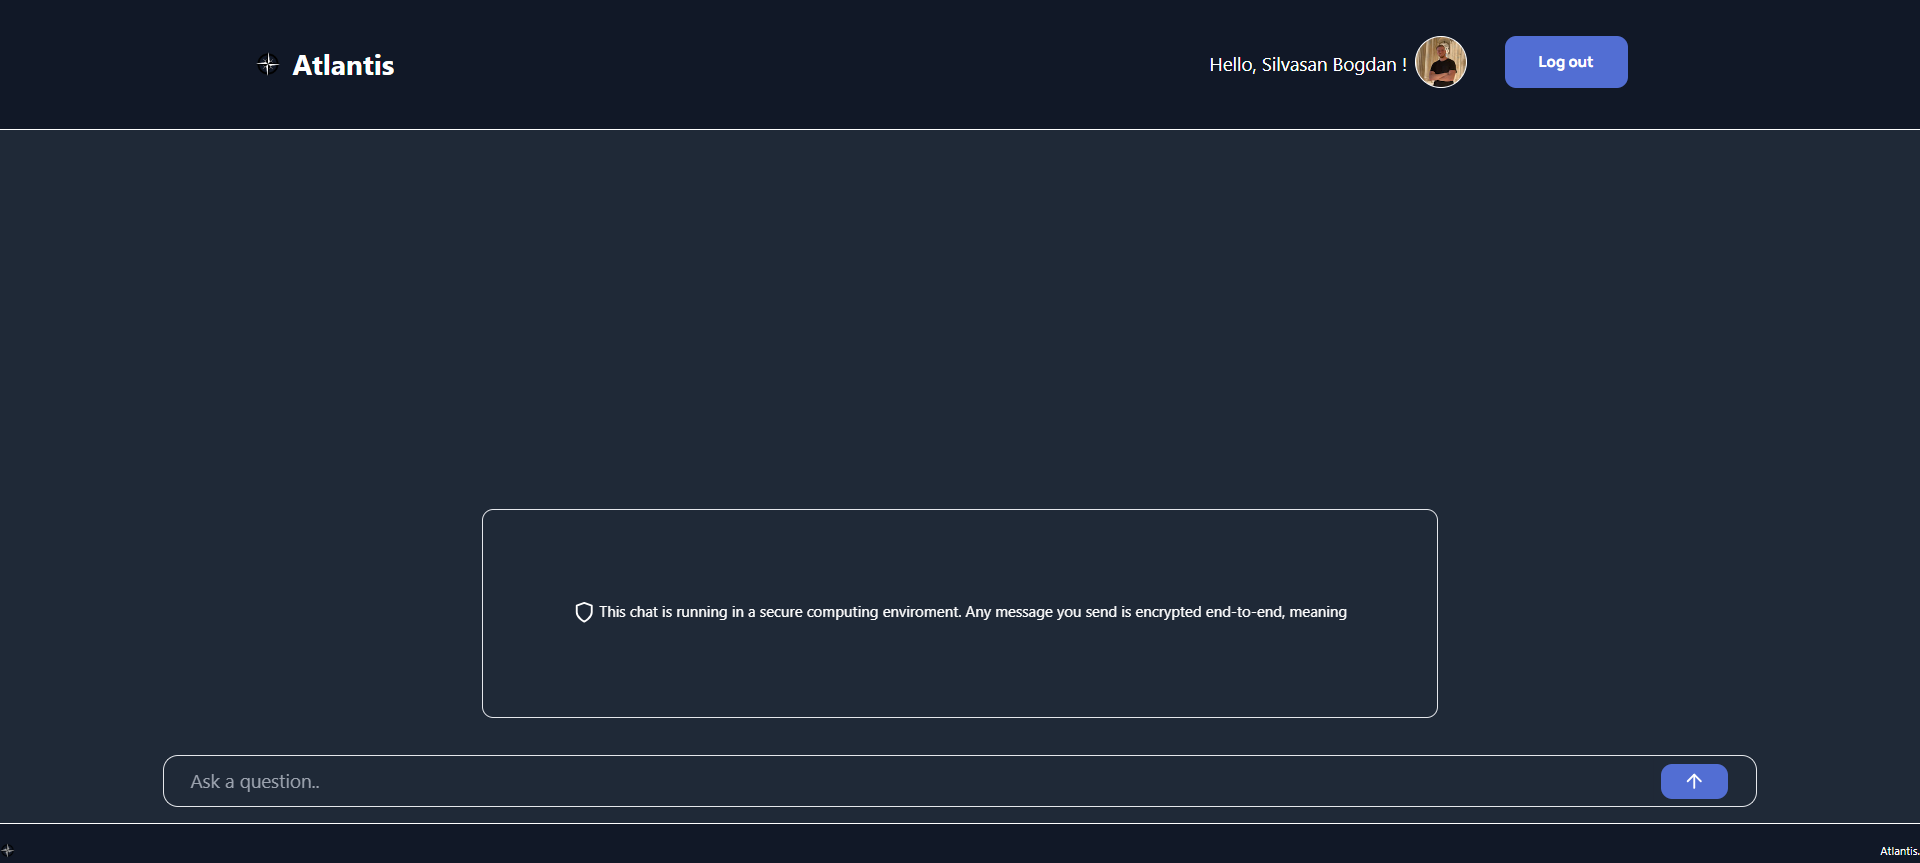 Atlantis
Hello, Silvasan Bogdan !
Log out
This chat is running in a secure computing enviroment. Any message you send is encrypted end-to-end, meaning
Ask a question..
Atlantis.